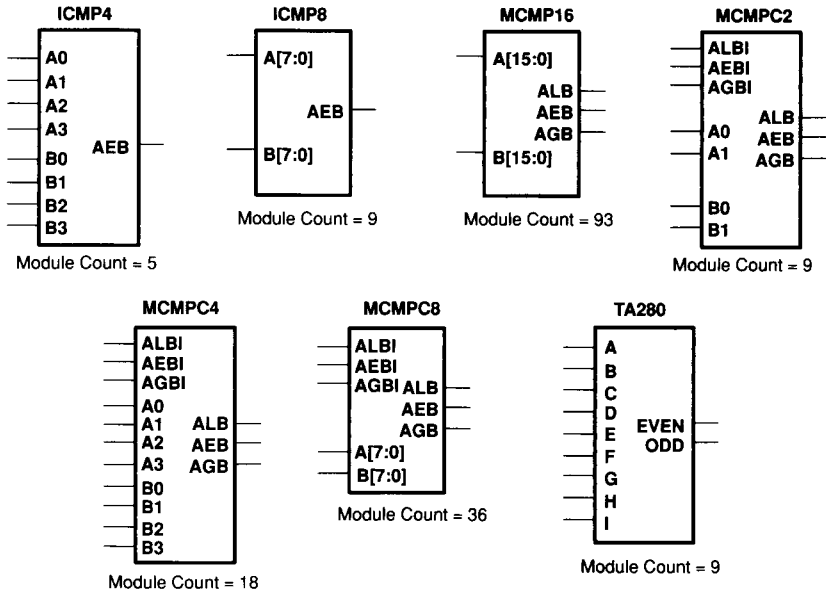 ICMP4
A0
A1
A2
A3
B0
B1
B2
B3
AEB
Module Count = 5
ICMP8
A[7:0]
AEB
B[7:0]
Module Count = 9
MCMP16
A[15:0]
ALB
AEB
AGB
B[15:0]
Module Count = 93
MCMPC2
ALBI
AEBI
AGBI
ALB
A0
AEB
A1
AGB
B0
B1
Module Count = 9
MCMPC4
ALBI
AEBI
AGBI
A0
A1 ALB
A2 AEB
A3 AGB
B0
B1
B2
B3
Module Count = 18
MCMPC8
ALBI
AEBI
AGBI ALB
AEB
AGB
A[7:0]
B[7:0]
Module Count = 36
TA280
A
B
C
D
E EVEN
F ODD
G
H
I
Module Count = 9